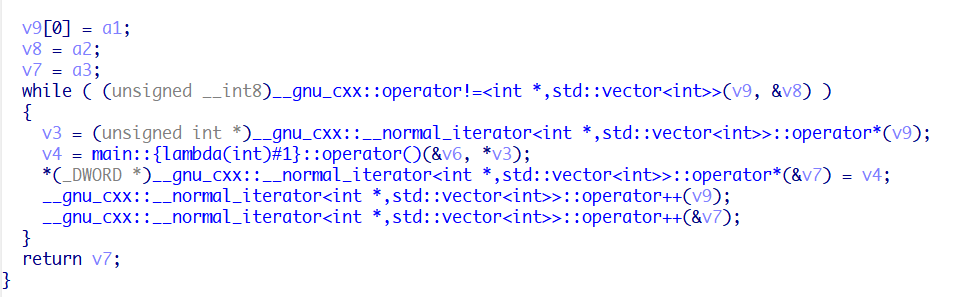 v9[0] = a1;
v8 = a2;
v7 = a3;
while ( (unsigned __int8)__gnu_cxx::operator!=<int *,std::vector<int>>(v9, &v8) )
{
v3 = (unsigned int *)__gnu_cxx::__normal_iterator<int *,std::vector<int>>::operator*(v9);
v4 = main::{lambda(int)#1}::operator()(&v6, *v3);
*(_DWORD *)__gnu_cxx::__normal_iterator<int *,std::vector<int>>::operator*(&v7) = v4;
__gnu_cxx::__normal_iterator<int *,std::vector<int>>::operator++(v9);
__gnu_cxx::__normal_iterator<int *,std::vector<int>>::operator++(&v7);
}
return v7;
}